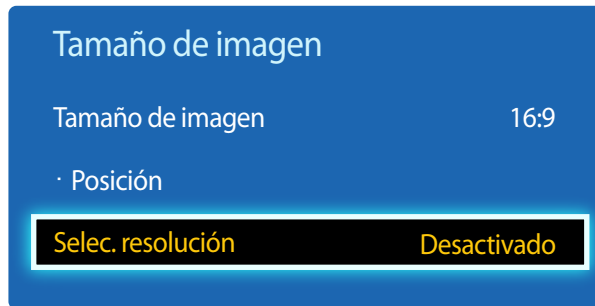 Tamaño de imagen
Tamaño de imagen 16:9
· Posición
Selec. resolución Desactivado